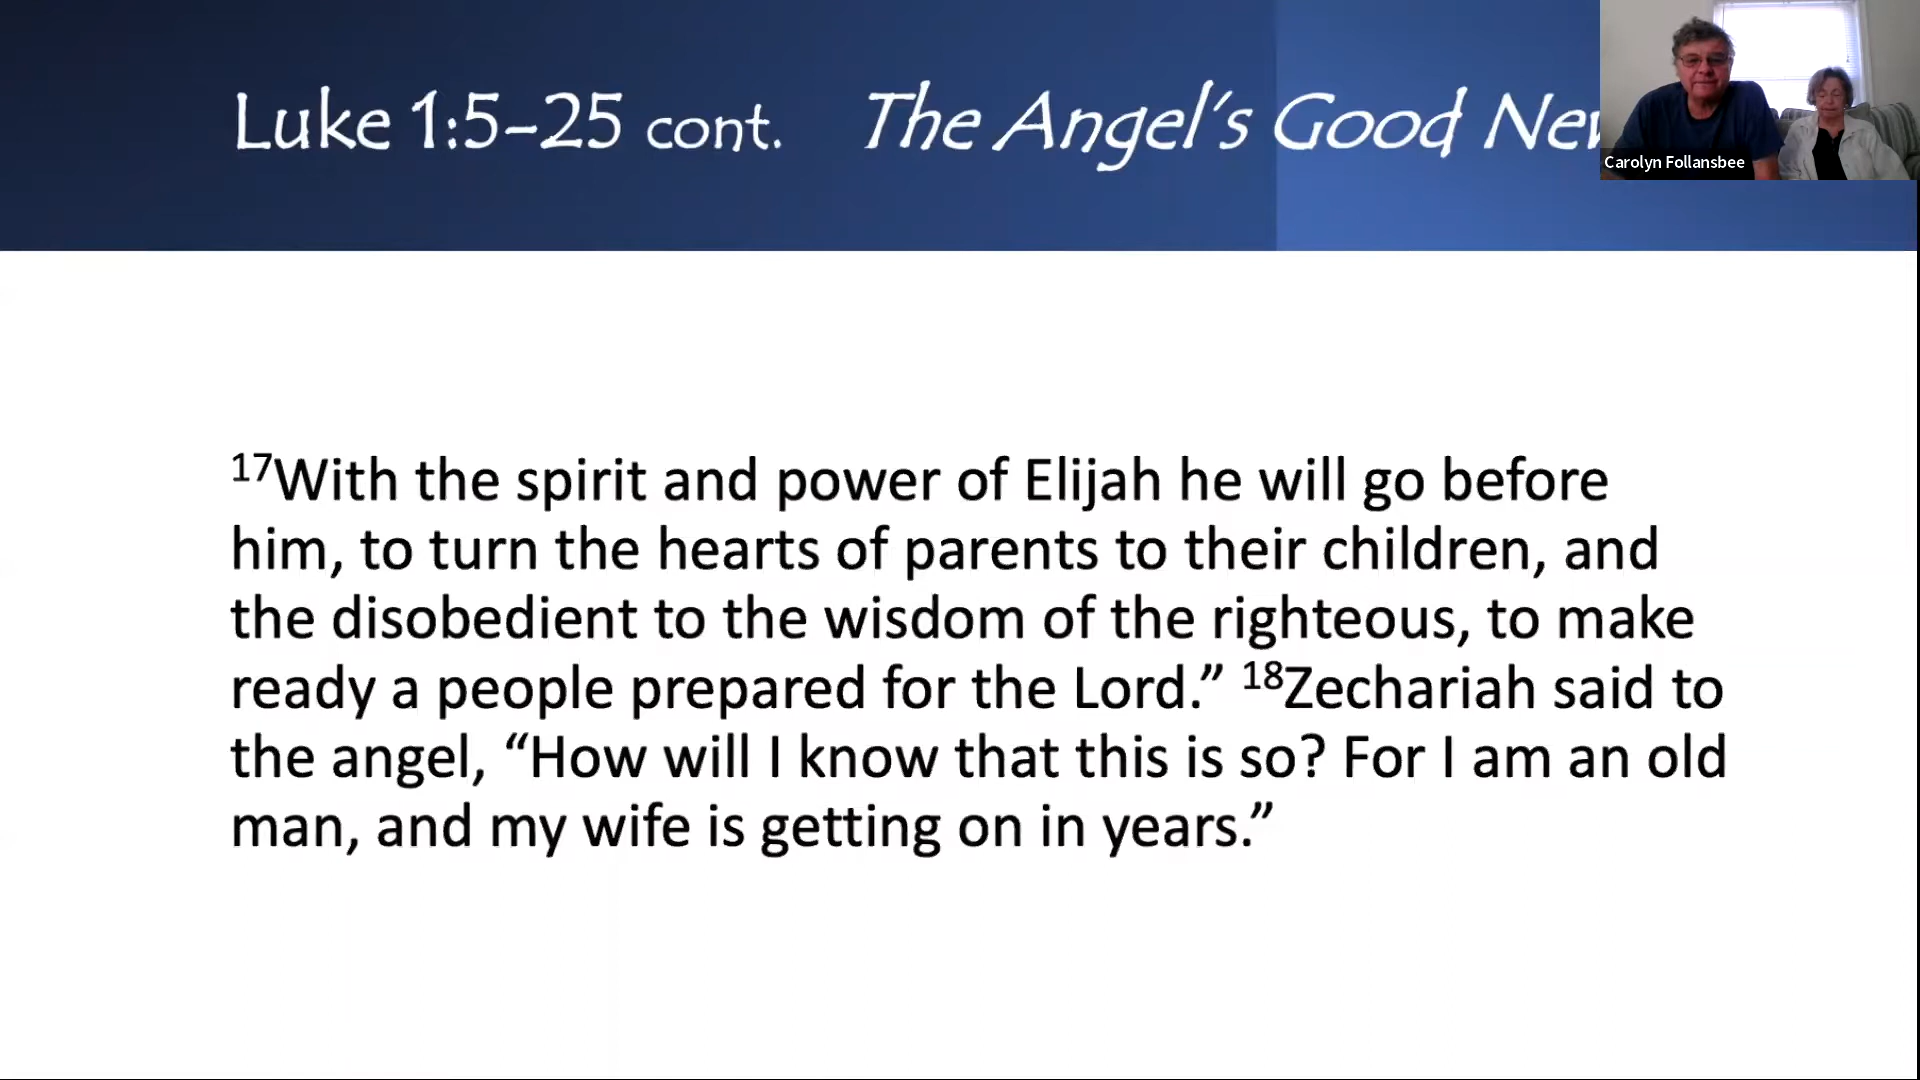 Luke 1:5–25 cont. The Angel’s Good
Carolyn Follansbee
17With the spirit and power of Elijah he will go before
him, to turn the hearts of parents to their children, and
the disobedient to the wisdom of the righteous, to make
ready a people prepared for the Lord.” 18Zechariah said to
the angel, “How will I know that this is so? For I am an old
man, and my wife is getting on in years.”